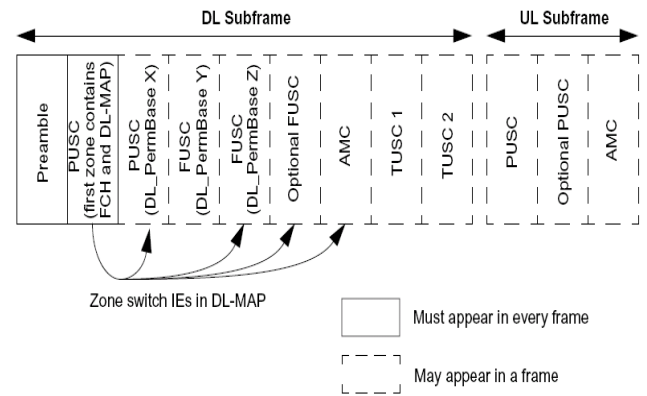 DL Subframe
UL Subframe
Preamble
PUSC
(first zone contains
FCH and DL-MAP)
PUSC
(DL_PermBase X)
FUSC
(DL_PermBase Y)
FUSC
(DL_PermBase Z)
Optional FUSC
AMC
TUSC 1
TUSC 2
PUSC
Optional PUSC
AMC
Zone switch IEs in DL-MAP
Must appear in every frame
May appear in a frame